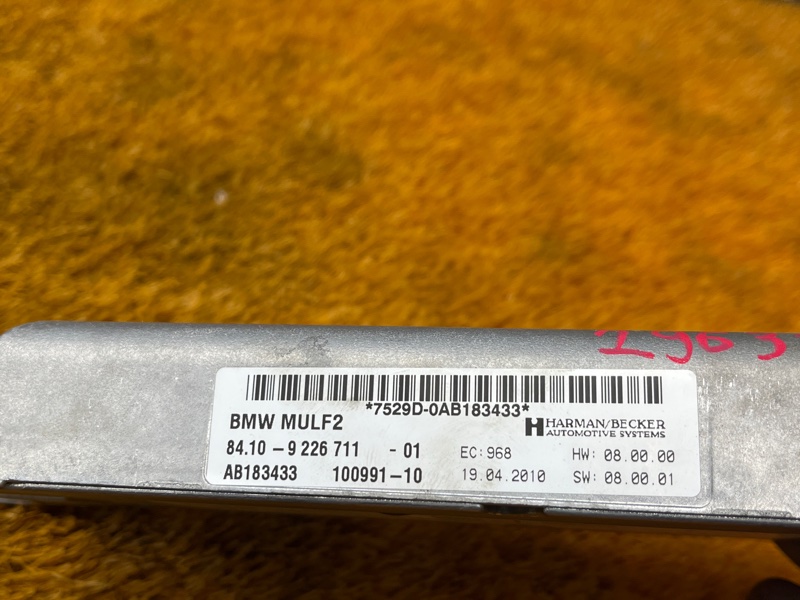 *7529D-0AB183433*
BMW MULF2
HARMAN/BECKER
AUTOMOTIVE SYSTEMS
84.10 - 9 226 711 - 01
EC: 968
HW: 08.00.00
AB183433
100991-10
19.04.2010
SW: 08.00.01